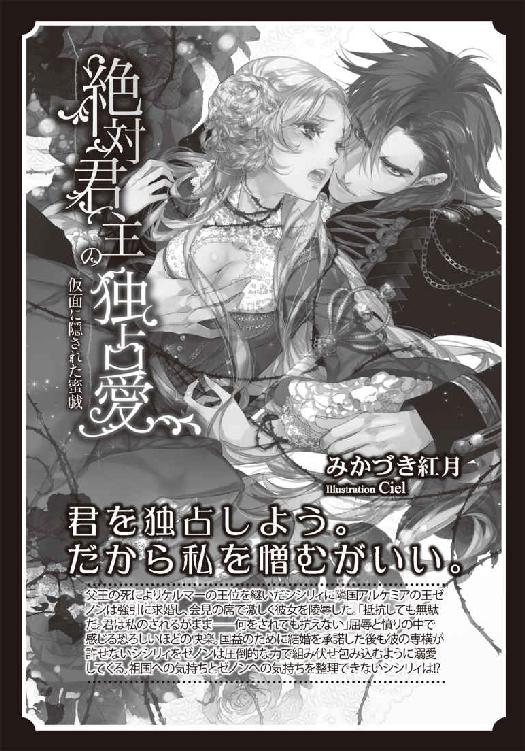 絶対君主の独占愛
仮面に隠された蜜戯
みかづき紅月
Illustration Ciel
君を独占しよう。
だから私を憎むがいい。
父王の死によりケルマーの王位を継いだシシリィに隣国アルケミアの王ゼ
ノンは強引に求婚し、会見の席で激しく彼女を陵辱した。「抵抗しても無駄
だ。君は私のされるがまま――何をされても抗えない」屈辱と憤りの中で
感じる恐ろしいほどの快楽。国益のために結婚を承諾した後も彼の専横が
許せないシシリィをゼノンは圧倒的な力で組み伏せ包み込むように溺愛
してくる。祖国への気持ちとゼノンへの気持ちを整理できないシシリィは!?